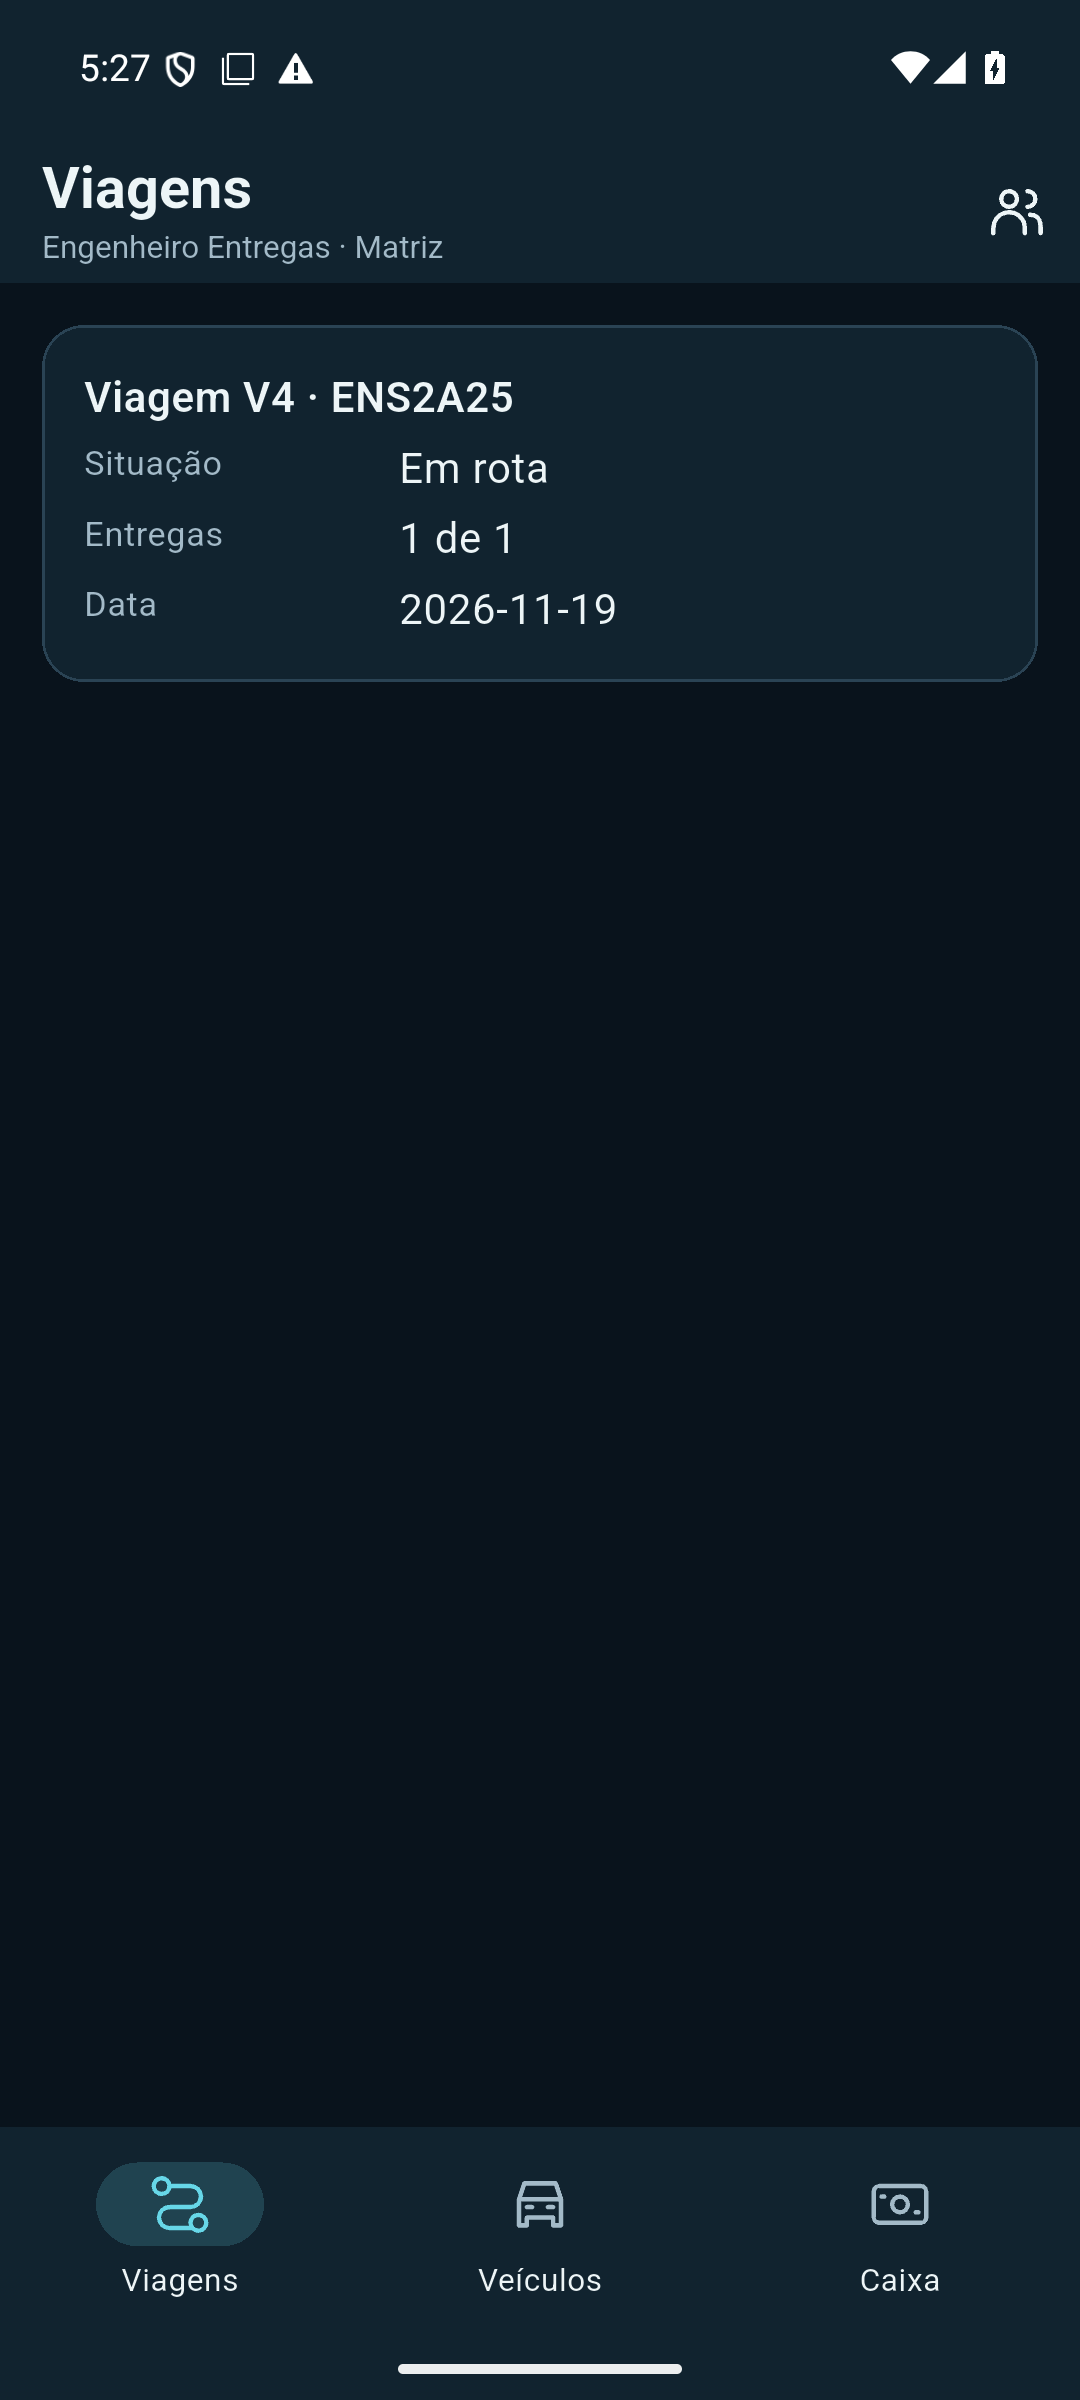 5:27
Viagens
Engenheiro Entregas · Matriz
Viagem V4 · ENS2A25
Situação Em rota
Entregas 1 de 1
Data 2026-11-19
Viagens Veículos Caixa